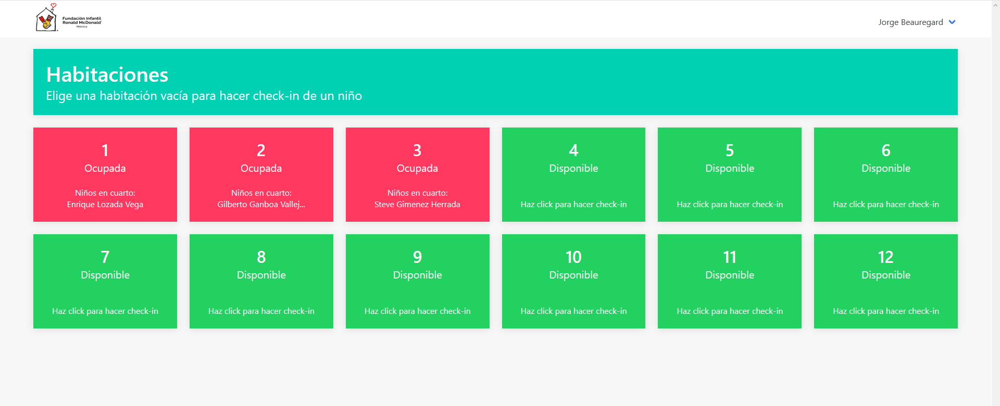 Fundación Infantil
Ronald McDonald
México
Jorge Beauregard
Habitaciones
Elige una habitación vacía para hacer check-in de un niño
1
Ocupada
Niños en cuarto:
Enrique Lozada Vega
2
Ocupada
Niños en cuarto:
Gilberto Ganboa Vallej...
3
Ocupada
Niños en cuarto:
Steve Gimenez Herrada
4
Disponible
Haz click para hacer check-in
5
Disponible
Haz click para hacer check-in
6
Disponible
Haz click para hacer check-in
7
Disponible
Haz click para hacer check-in
8
Disponible
Haz click para hacer check-in
9
Disponible
Haz click para hacer check-in
10
Disponible
Haz click para hacer check-in
11
Disponible
Haz click para hacer check-in
12
Disponible
Haz click para hacer check-in